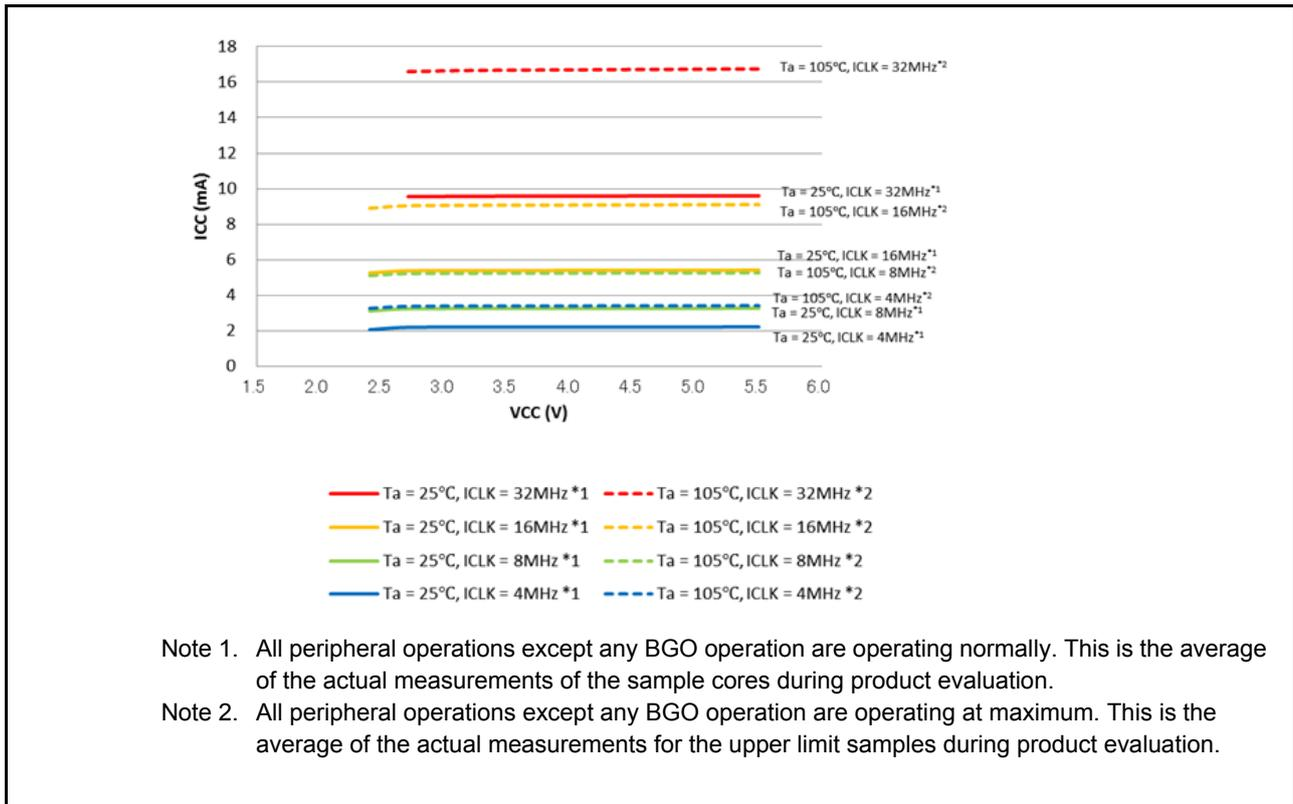 18
16
14
12
10
8
6
4
2
0
ICC (mA)
1.5 2.0 2.5 3.0 3.5 4.0 4.5 5.0 5.5 6.0
VCC (V)
Ta = 105℃, ICLK = 32MHz*2
Ta = 25℃, ICLK = 32MHz*1
Ta = 105℃, ICLK = 16MHz*2
Ta = 25℃, ICLK = 16MHz*1
Ta = 105℃, ICLK = 8MHz*2
Ta = 105℃, ICLK = 4MHz*2
Ta = 25℃, ICLK = 8MHz*1
Ta = 25℃, ICLK = 4MHz*1
Ta = 25℃, ICLK = 32MHz *1 Ta = 105℃, ICLK = 32MHz *2
Ta = 25℃, ICLK = 16MHz *1 Ta = 105℃, ICLK = 16MHz *2
Ta = 25℃, ICLK = 8MHz *1 Ta = 105℃, ICLK = 8MHz *2
Ta = 25℃, ICLK = 4MHz *1 Ta = 105℃, ICLK = 4MHz *2
Note 1. All peripheral operations except any BGO operation are operating normally. This is the average
of the actual measurements of the sample cores during product evaluation.
Note 2. All peripheral operations except any BGO operation are operating at maximum. This is the
average of the actual measurements for the upper limit samples during product evaluation.